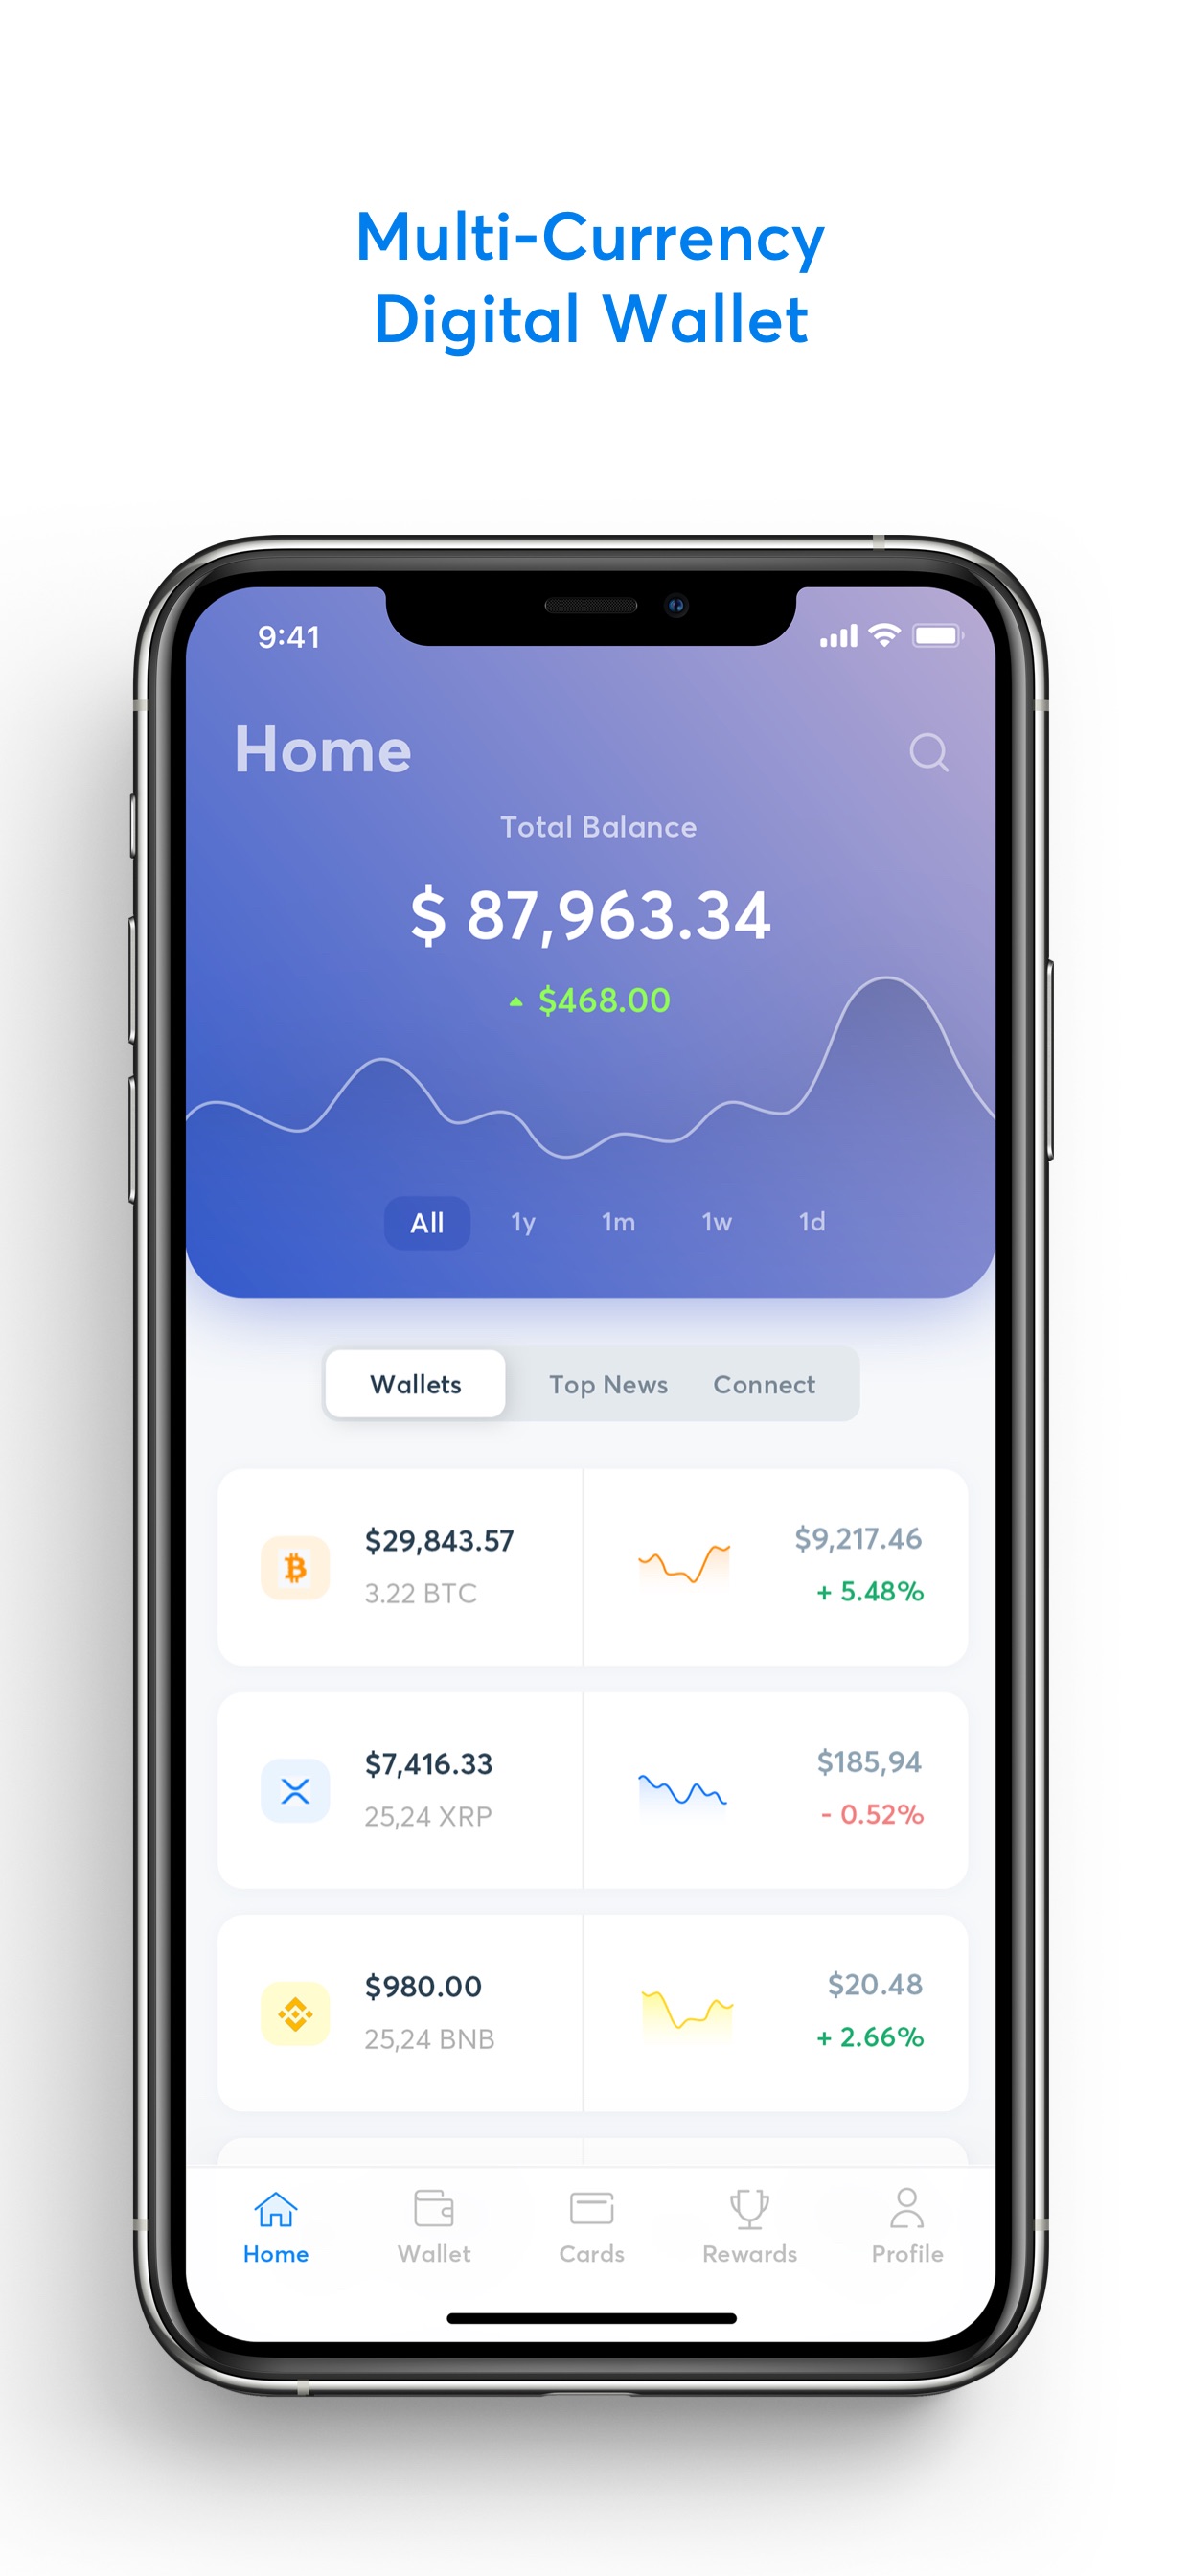 Multi-Currency
Digital Wallet
9:41
Home
Total Balance
$ 87,963.34
$468.00
All 1y 1m 1w 1d
Wallets Top News Connect
$29,843.57 $9,217.46
3.22 BTC + 5.48%
$7,416.33 $185,94
25,24 XRP - 0.52%
$980.00 $20.48
25,24 BNB + 2.66%
Home Wallet Cards Rewards Profile